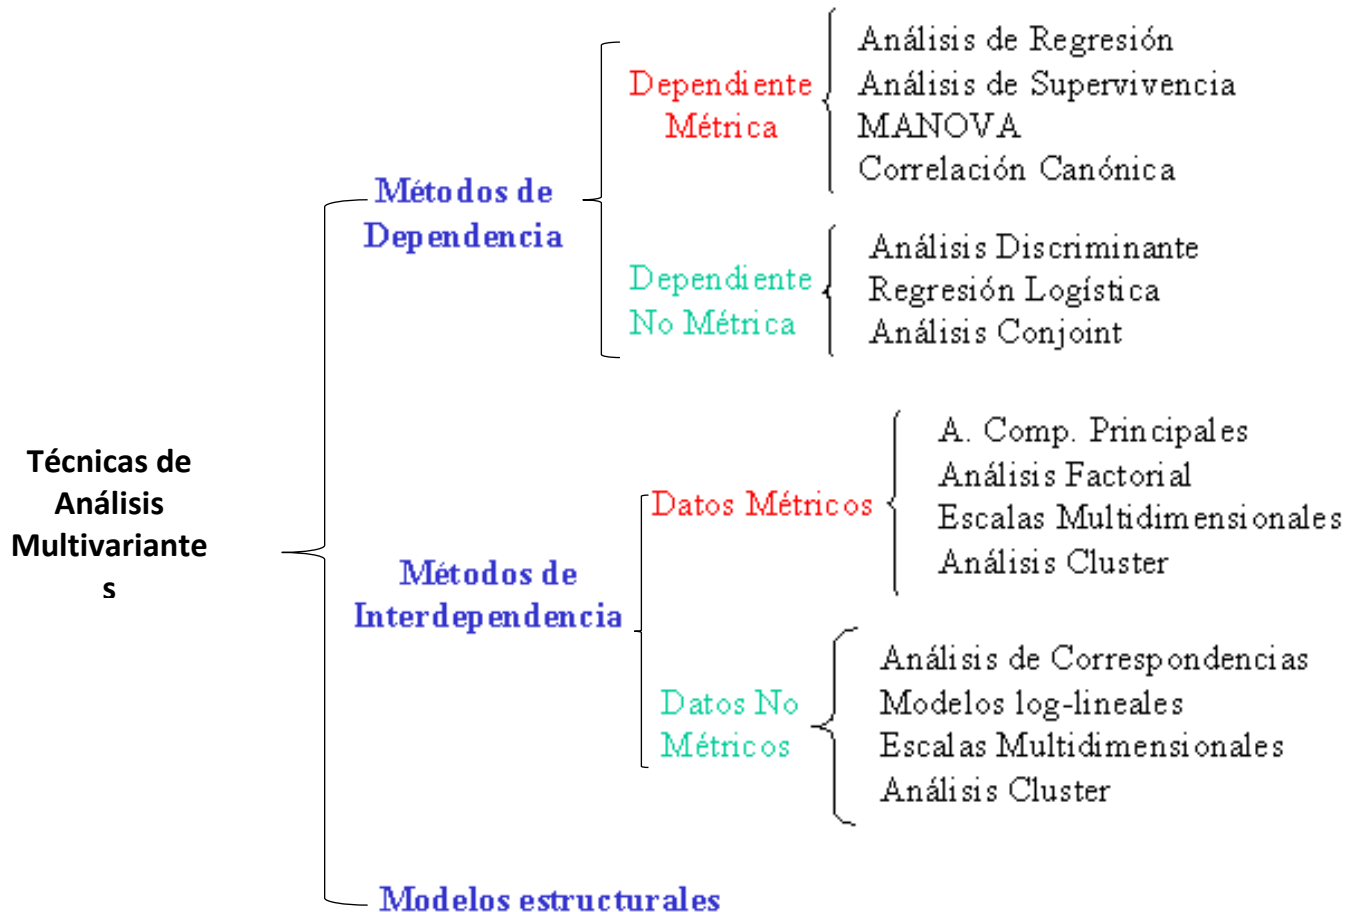 Técnicas de
Análisis
Multivariante
s
Métodos de
Dependencia
Dependiente
Métrica
Análisis de Regresión
Análisis de Supervivencia
MANOVA
Correlación Canónica
Dependiente
No Métrica
Análisis Discriminante
Regresión Logística
Análisis Conjoint
Métodos de
Interdependencia
Datos Métricos
A. Comp. Principales
Análisis Factorial
Escalas Multidimensionales
Análisis Cluster
Datos No
Métricos
Análisis de Correspondencias
Modelos log-lineales
Escalas Multidimensionales
Análisis Cluster
Modelos estructurales